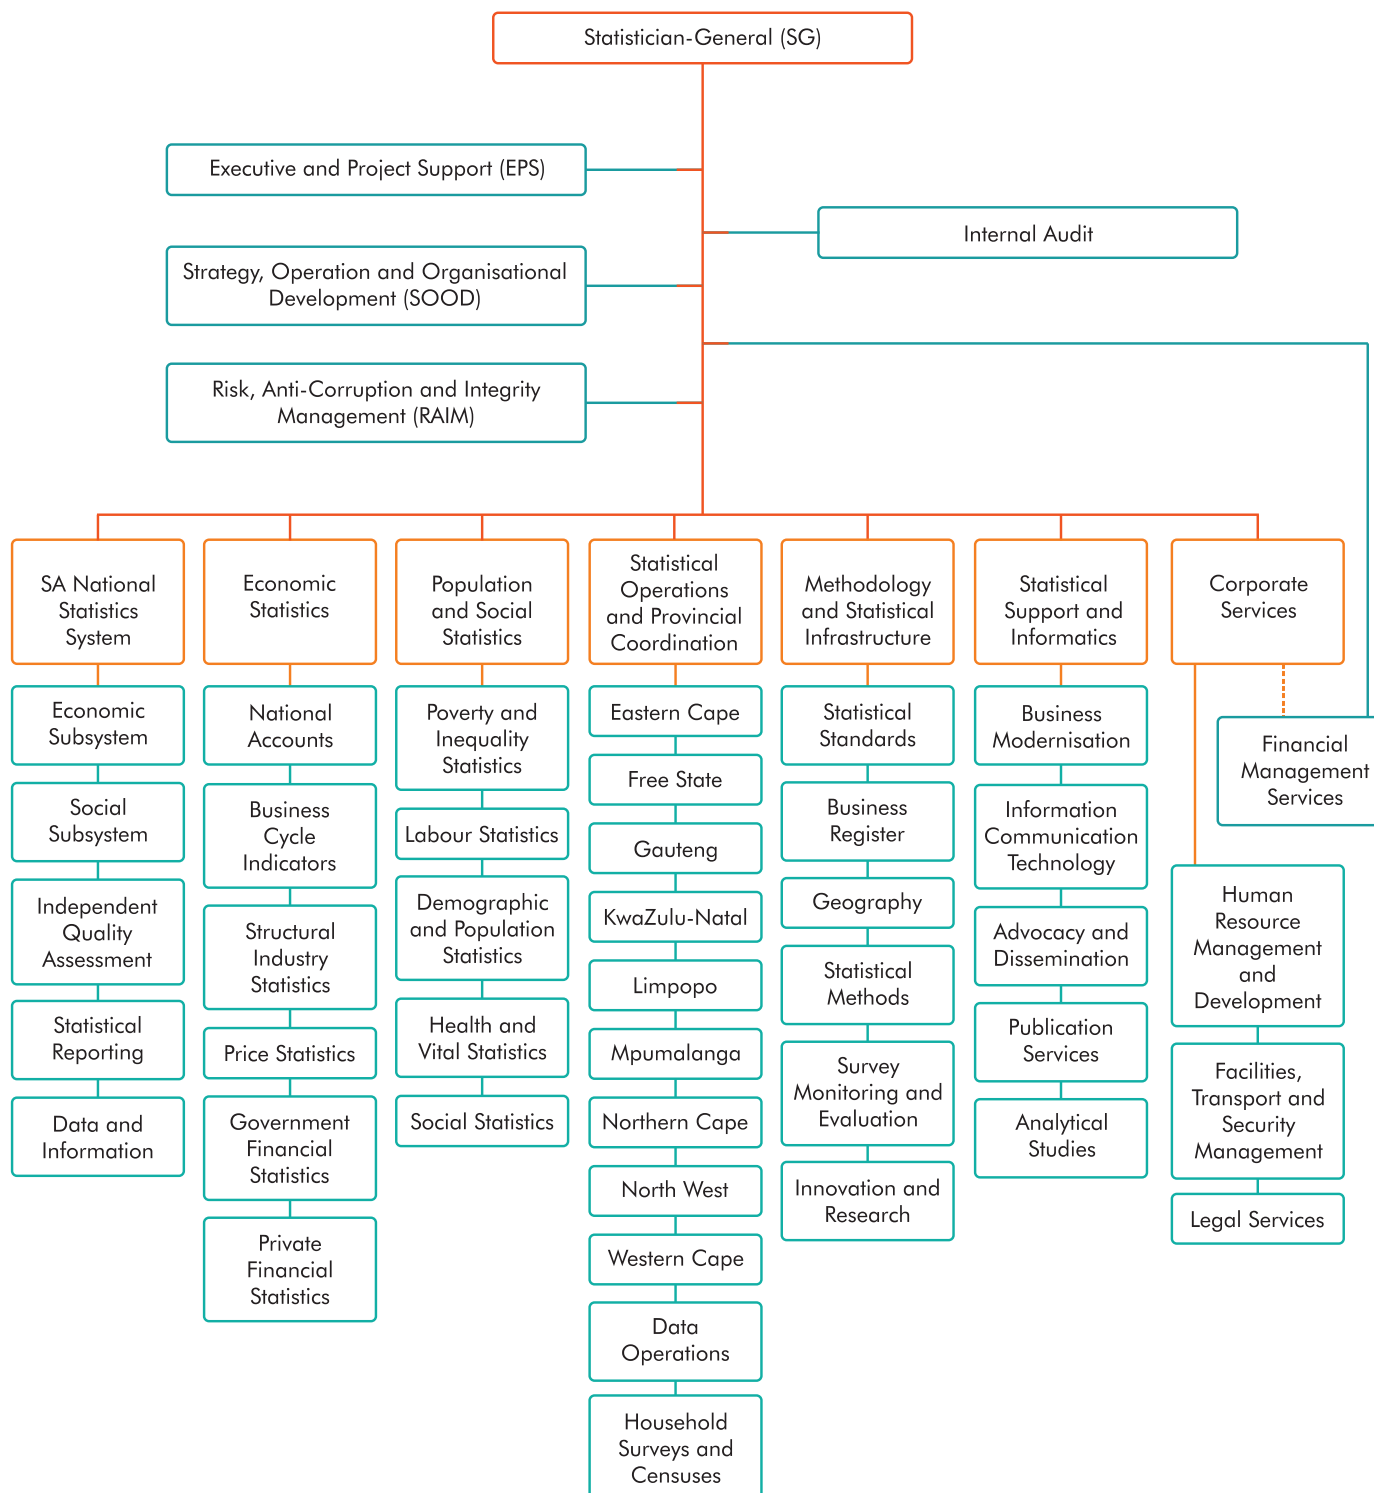 Statistician-General (SG)
Executive and Project Support (EPS)
Internal Audit
Strategy, Operation and Organisational
Development (SOOD)
Risk, Anti-Corruption and Integrity
Management (RAIM)
SA National
Statistics
System
Economic
Subsystem
Social
Subsystem
Independent
Quality
Assessment
Statistical
Reporting
Data and
Information
Economic
Statistics
National
Accounts
Business
Cycle
Indicators
Structural
Industry
Statistics
Price Statistics
Government
Financial
Statistics
Private
Financial
Statistics
Population
and Social
Statistics
Poverty and
Inequality
Statistics
Labour Statistics
Demographic
and Population
Statistics
Health and
Vital Statistics
Social Statistics
Statistical
Operations
and Provincial
Coordination
Eastern Cape
Free State
Gauteng
KwaZulu-Natal
Limpopo
Mpumalanga
Northern Cape
North West
Western Cape
Data
Operations
Household
Surveys and
Censuses
Methodology
and Statistical
Infrastructure
Statistical
Standards
Business
Register
Geography
Statistical
Methods
Survey
Monitoring and
Evaluation
Innovation and
Research
Statistical
Support and
Informatics
Business
Modernisation
Information
Communication
Technology
Advocacy and
Dissemination
Publication
Services
Analytical
Studies
Corporate
Services
Financial
Management
Services
Human
Resource
Management
and
Development
Facilities,
Transport and
Security
Management
Legal Services